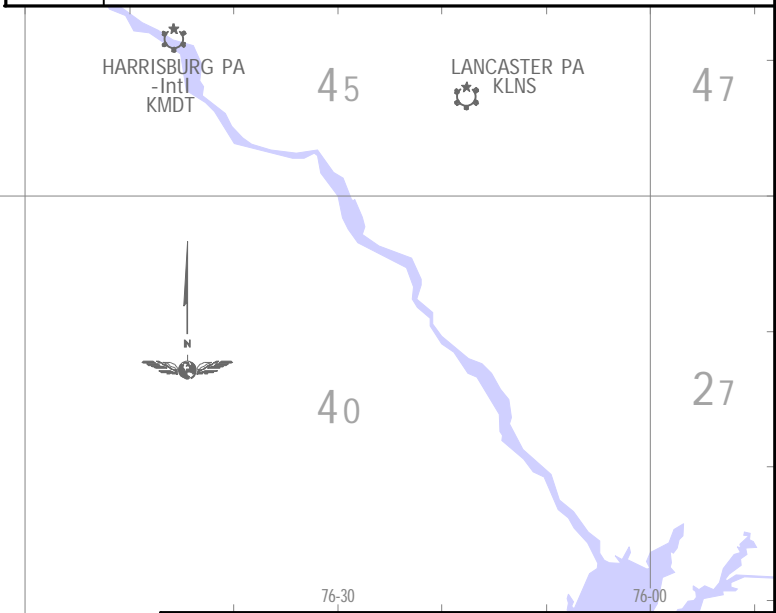 HARRISBURG PA
-Intl
KMDT
45
LANCASTER PA
KLNS
47
N
40
27
76-30
76-00